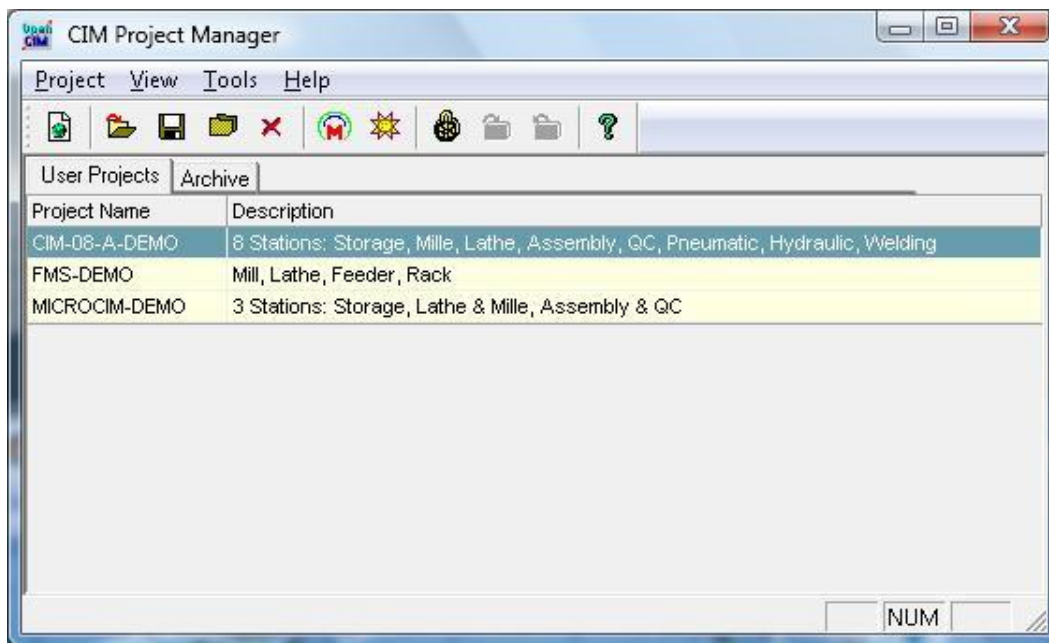 Open CIM CIM Project Manager
Project View Tools Help
M ?
User Projects Archive
Project Name Description
CIM-08-A-DEMO 8 Stations: Storage, Mille, Lathe, Assembly, QC, Pneumatic, Hydraulic, Welding
FMS-DEMO Mill, Lathe, Feeder, Rack
MICROCIM-DEMO 3 Stations: Storage, Lathe & Mille, Assembly & QC
NUM